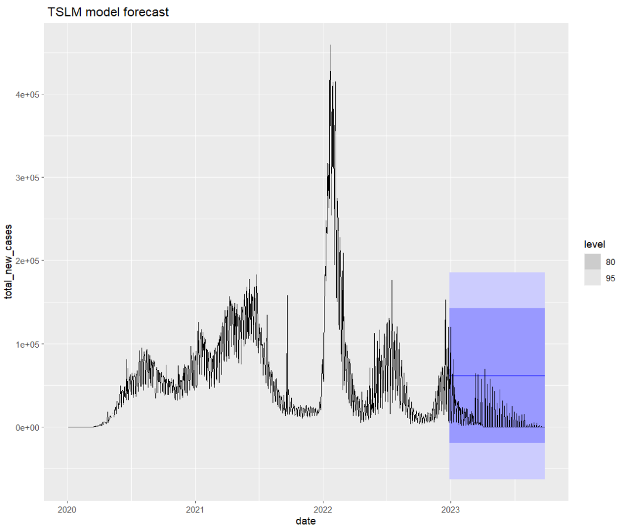 TSLM model forecast
4e+05
3e+05
2e+05
1e+05
0e+00
total_new_cases
2020
2021
2022
2023
date
level
80
95